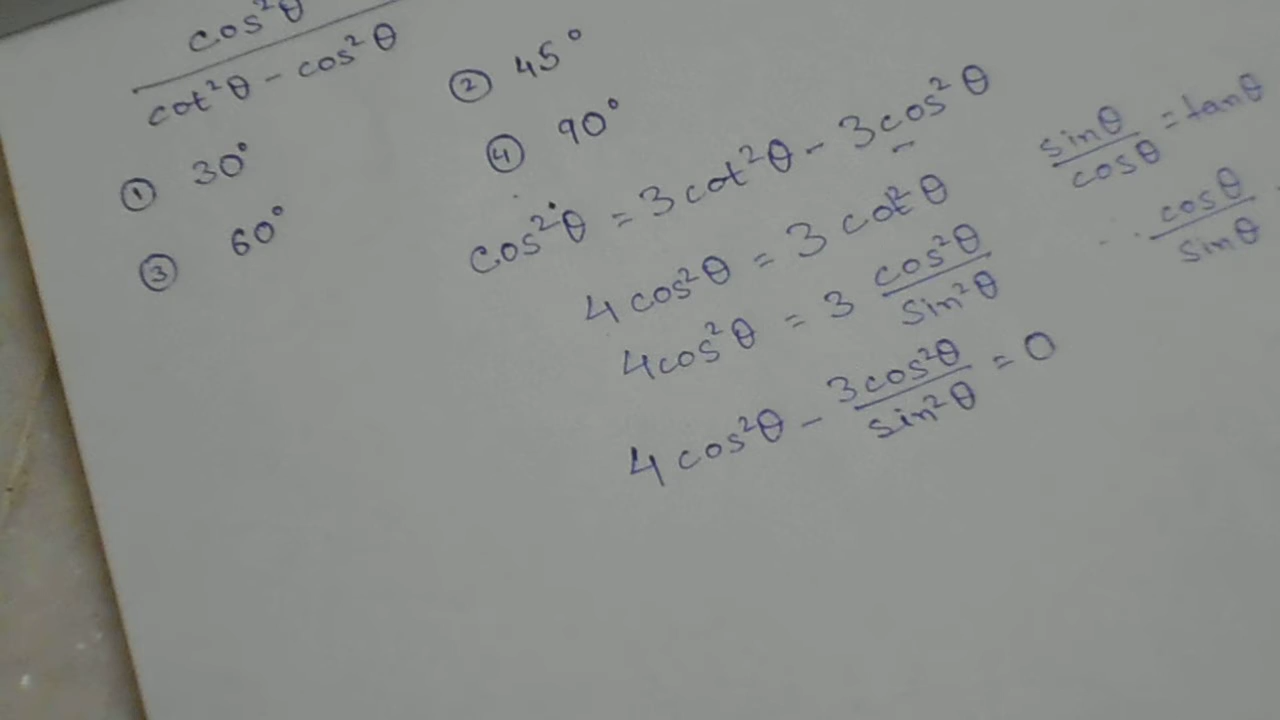 cos²θ
cot²θ - cos²θ
① 30°
② 45°
③ 60°
④ 90°
cos²θ = 3cot²θ - 3cos²θ
4cos²θ = 3cot²θ
4cos²θ = 3 cos²θ / sin²θ
4cos²θ - 3cos²θ / sin²θ = 0
sinθ / cosθ = tanθ
cosθ / sinθ